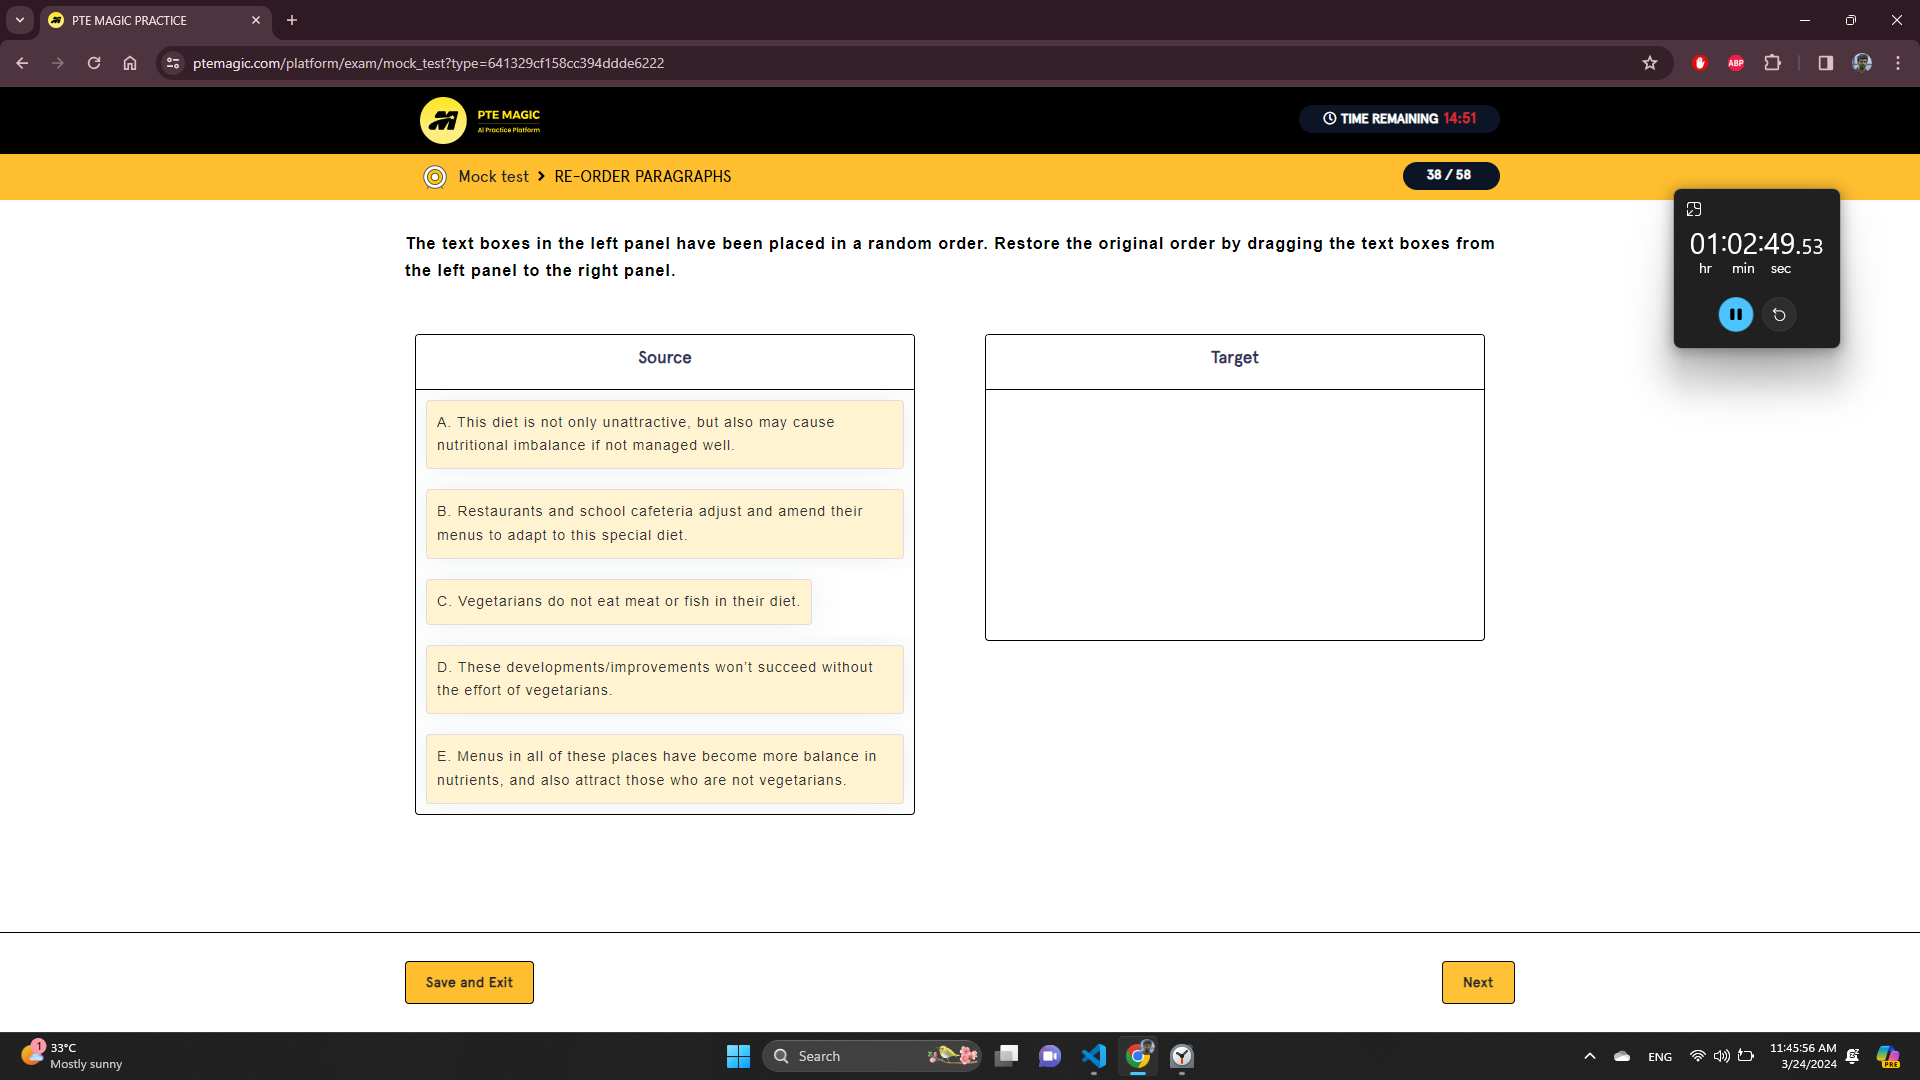 PTE MAGIC PRACTICE
ptemagic.com/platform/exam/mock_test?type=641329cf158cc394ddde6222
ABP
PTE MAGIC
AI Practice Platform
TIME REMAINING 14:51
Mock test > RE-ORDER PARAGRAPHS
38 / 58
01:02:49.53
hr min sec
The text boxes in the left panel have been placed in a random order. Restore the original order by dragging the text boxes from
the left panel to the right panel.
Source
Target
A. This diet is not only unattractive, but also may cause
nutritional imbalance if not managed well.
B. Restaurants and school cafeteria adjust and amend their
menus to adapt to this special diet.
C. Vegetarians do not eat meat or fish in their diet.
D. These developments/improvements won't succeed without
the effort of vegetarians.
E. Menus in all of these places have become more balance in
nutrients, and also attract those who are not vegetarians.
Save and Exit
Next
1
33°C
Mostly sunny
Search
ENG
11:45:56 AM
3/24/2024
PRE